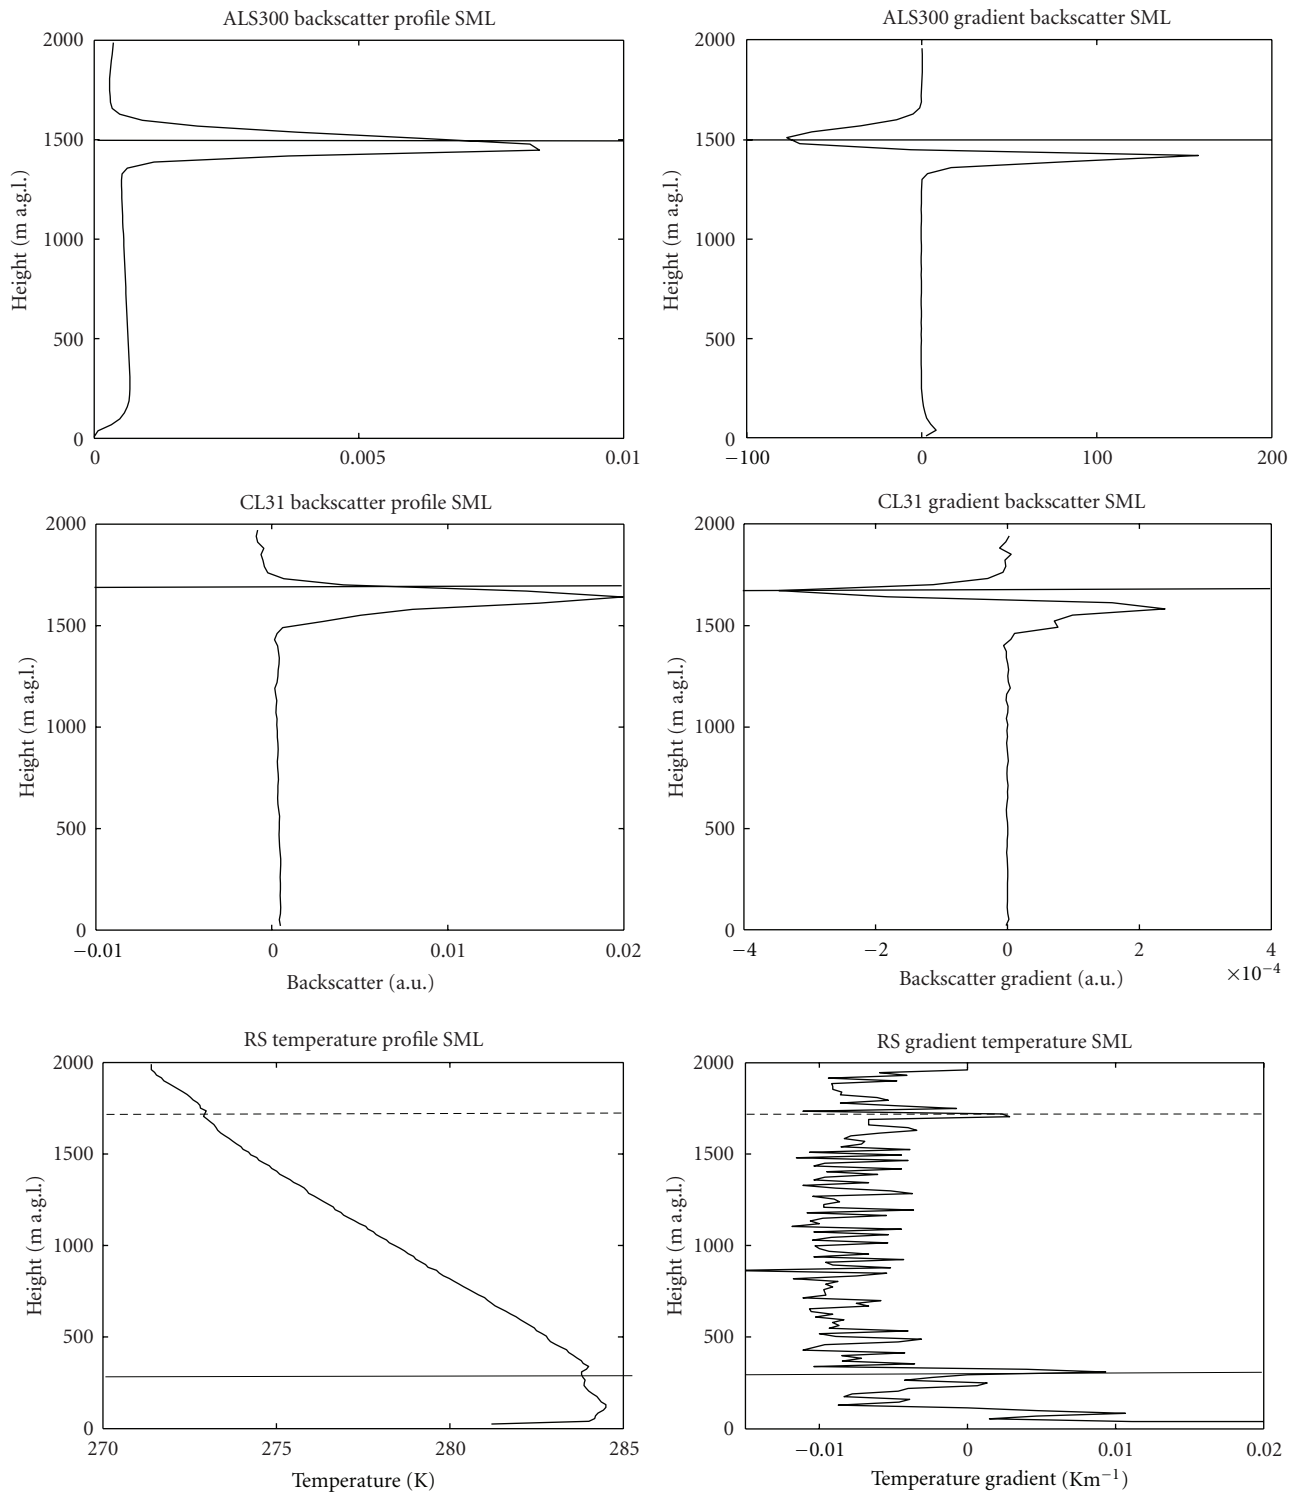 ALS300 backscatter profile SML
2000
1500
1000
500
0
Height (m a.g.l.)
0 0.005 0.01
ALS300 gradient backscatter SML
2000
1500
1000
500
0
Height (m a.g.l.)
−100 0 100 200
CL31 backscatter profile SML
2000
1500
1000
500
0
Height (m a.g.l.)
−0.01 0 0.01 0.02
Backscatter (a.u.)
CL31 gradient backscatter SML
2000
1500
1000
500
0
Height (m a.g.l.)
−4 −2 0 2 4
×10−4
Backscatter gradient (a.u.)
RS temperature profile SML
2000
1500
1000
500
0
Height (m a.g.l.)
270 275 280 285
Temperature (K)
RS gradient temperature SML
2000
1500
1000
500
0
Height (m a.g.l.)
−0.01 0 0.01 0.02
Temperature gradient (Km−1)